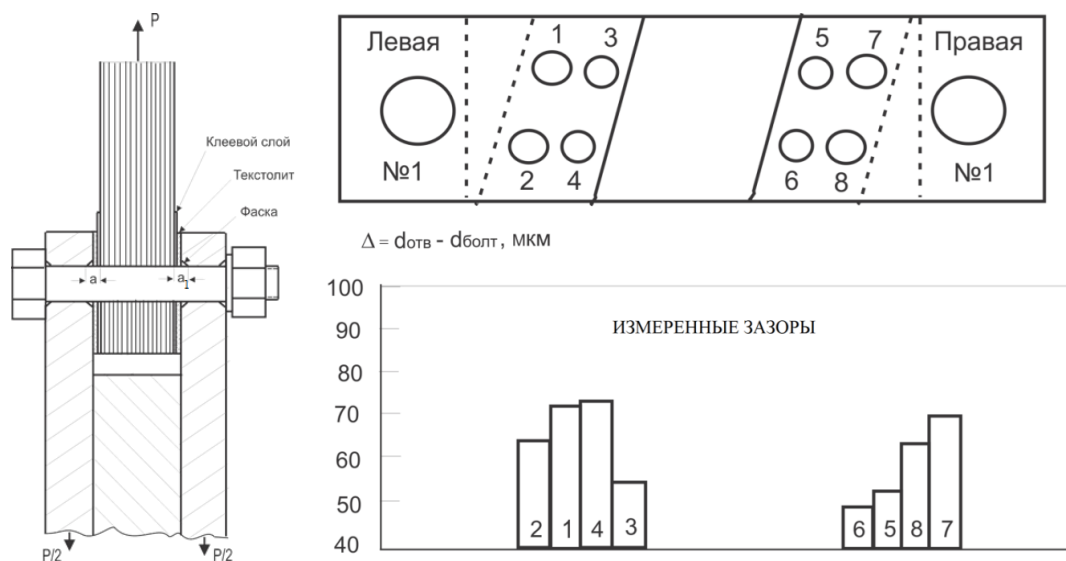 P
Клеевой слой
Текстолит
Фаска
a
a1
P/2
P/2
Левая
1
3
5
7
Правая
№1
2
4
6
8
№1
Δ = dотв - dболт, мкм
ИЗМЕРЕННЫЕ ЗАЗОРЫ
100
90
80
70
60
50
40
2
1
4
3
6
5
8
7